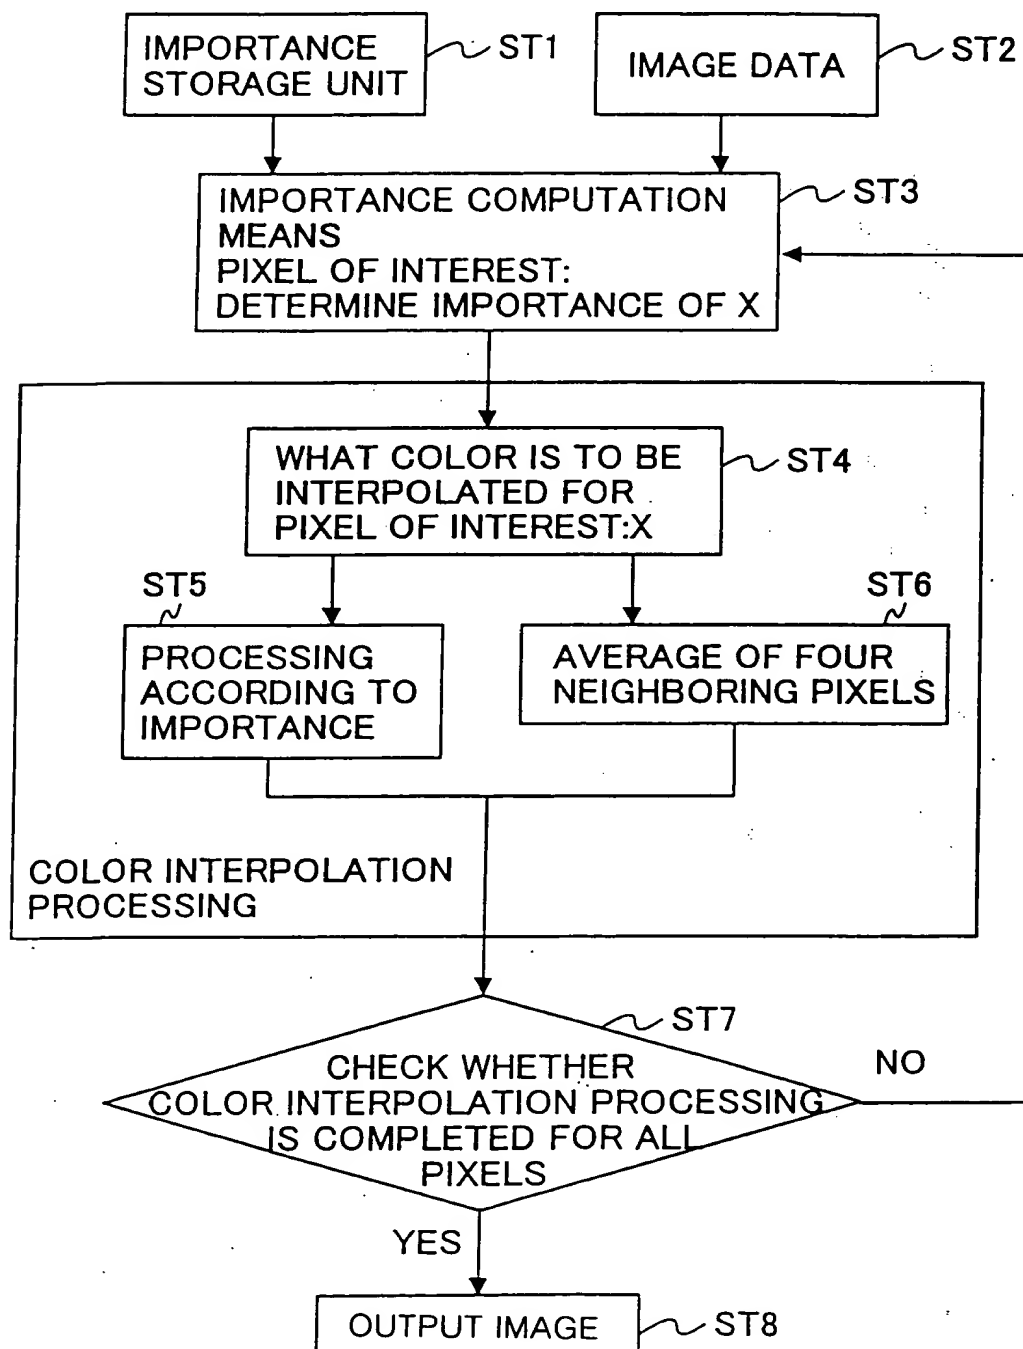 IMPORTANCE
STORAGE UNIT
ST1
IMAGE DATA
ST2
IMPORTANCE COMPUTATION
MEANS
PIXEL OF INTEREST:
DETERMINE IMPORTANCE OF X
ST3
WHAT COLOR IS TO BE
INTERPOLATED FOR
PIXEL OF INTEREST:X
ST4
ST5
PROCESSING
ACCORDING TO
IMPORTANCE
ST6
AVERAGE OF FOUR
NEIGHBORING PIXELS
COLOR INTERPOLATION
PROCESSING
ST7
CHECK WHETHER
COLOR INTERPOLATION PROCESSING
IS COMPLETED FOR ALL
PIXELS
NO
YES
OUTPUT IMAGE
ST8